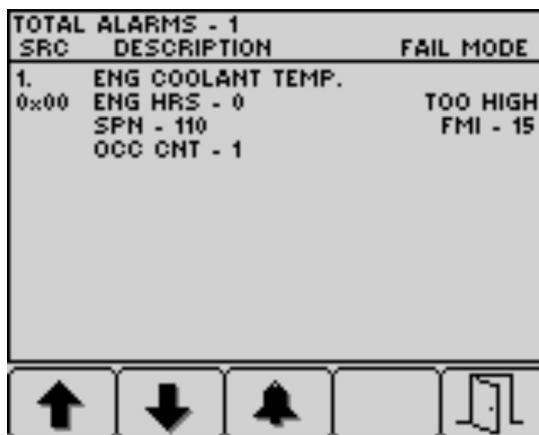 TOTAL ALARMS - 1
SRC DESCRIPTION FAIL MODE
1. ENG COOLANT TEMP.
0x00 ENG HRS - 0 TOO HIGH
SPN - 110 FMI - 15
OCC CNT - 1